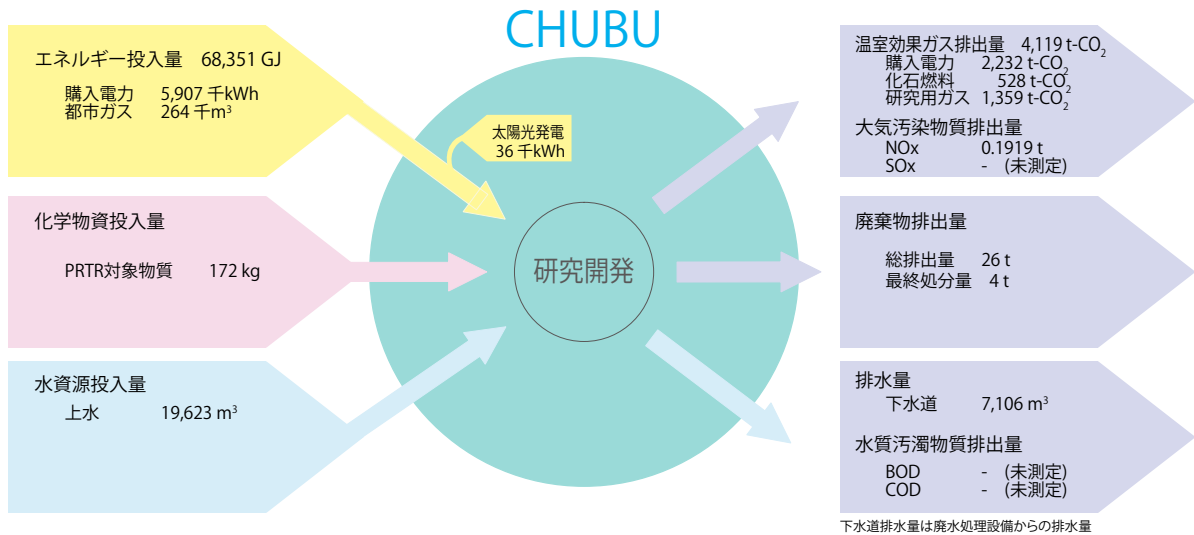 CHUBU
エネルギー投入量 68,351 GJ
購入電力 5,907 千kWh
都市ガス 264 千m³
太陽光発電
36 千kWh
化学物資投入量
PRTR対象物質 172 kg
水資源投入量
上水 19,623 m³
研究開発
温室効果ガス排出量 4,119 t-CO₂
購入電力 2,232 t-CO₂
化石燃料 528 t-CO₂
研究用ガス 1,359 t-CO₂
大気汚染物質排出量
NOx 0.1919 t
SOx - (未測定)
廃棄物排出量
総排出量 26 t
最終処分量 4 t
排水量
下水道 7,106 m³
水質汚濁物質排出量
BOD - (未測定)
COD - (未測定)
下水道排水量は廃水処理設備からの排水量